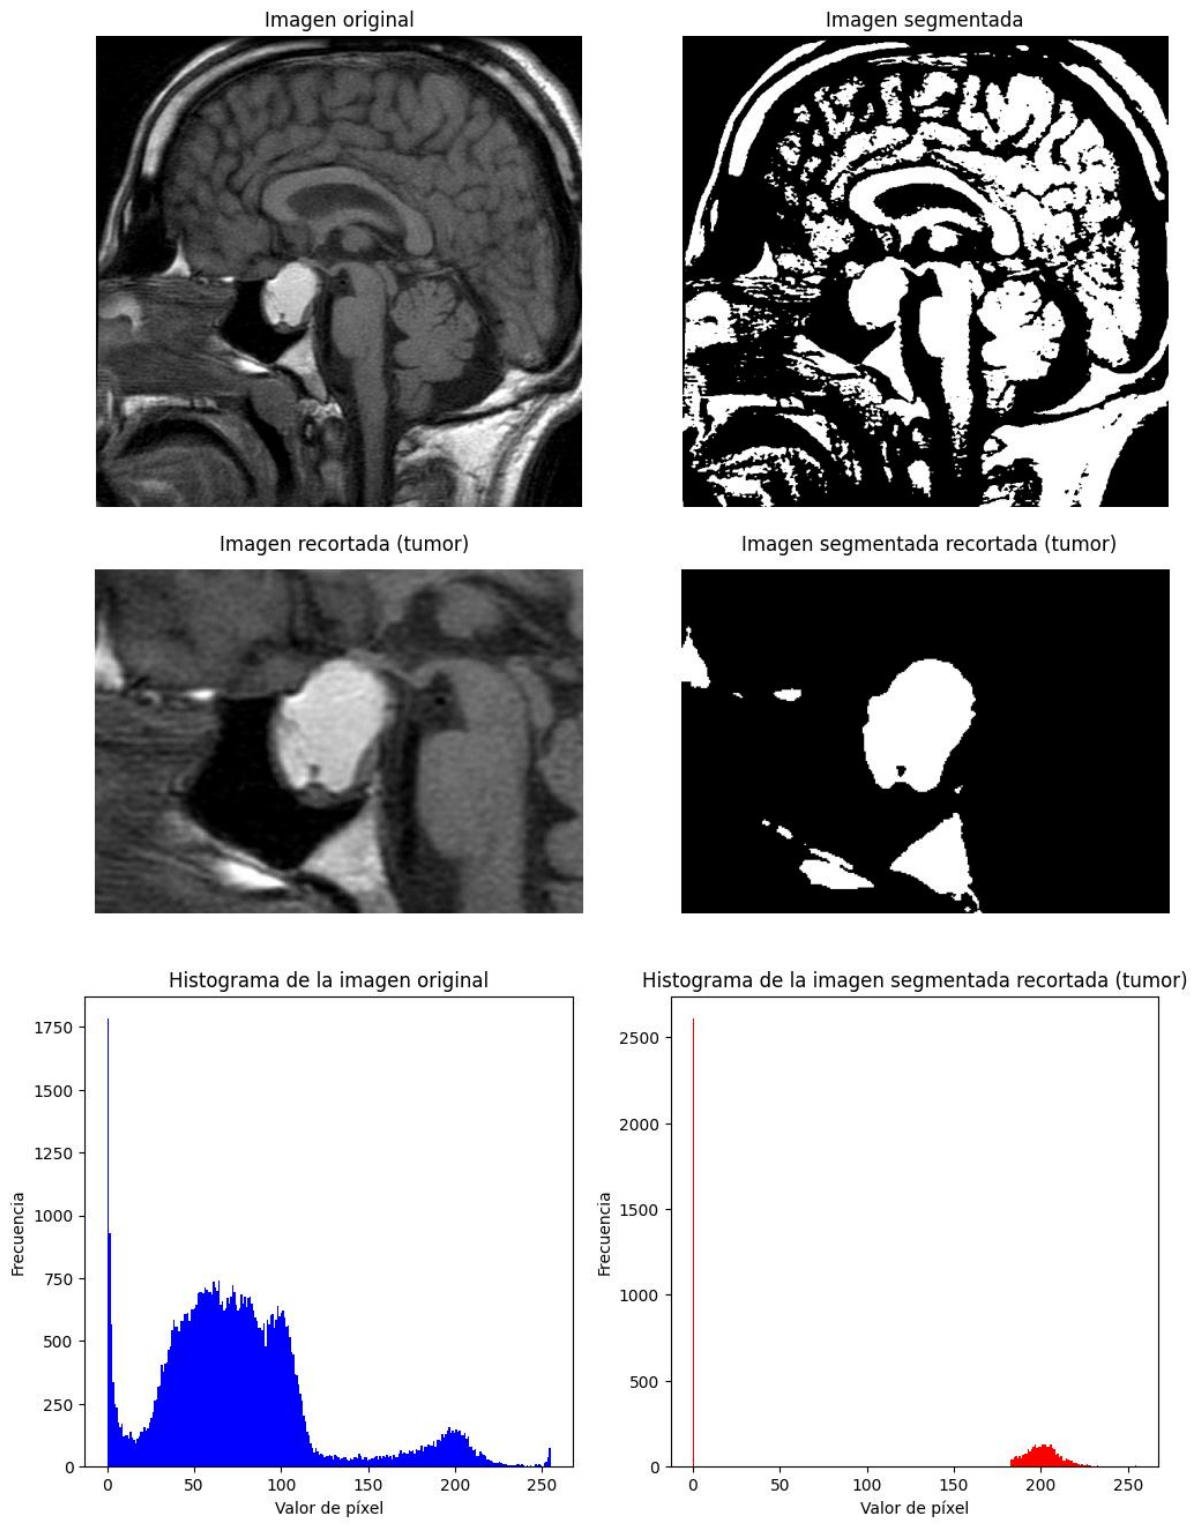 Imagen original
Imagen segmentada
Imagen recortada (tumor)
Imagen segmentada recortada (tumor)
Histograma de la imagen original
1750
1500
1250
1000
750
500
250
0
Frecuencia
0 50 100 150 200 250
Valor de píxel
Histograma de la imagen segmentada recortada (tumor)
2500
2000
1500
1000
500
0
Frecuencia
0 50 100 150 200 250
Valor de píxel